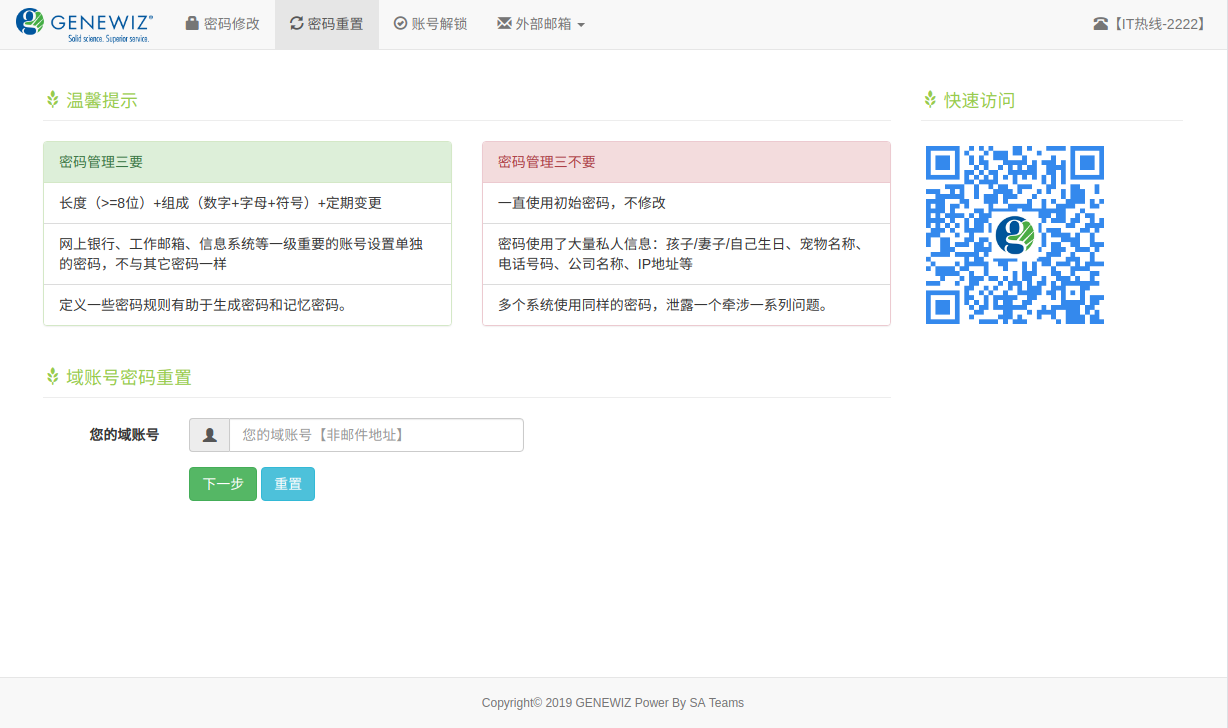 GENEWIZ®
Solid science. Superior service.
密码修改
密码重置
账号解锁
外部邮箱
【IT热线-2222】
温馨提示
快速访问
密码管理三要
长度（>=8位）+组成（数字+字母+符号）+定期变更
网上银行、工作邮箱、信息系统等一级重要的账号设置单独
的密码，不与其它密码一样
定义一些密码规则有助于生成密码和记忆密码。
密码管理三不要
一直使用初始密码，不修改
密码使用了大量私人信息：孩子/妻子/自己生日、宠物名称、
电话号码、公司名称、IP地址等
多个系统使用同样的密码，泄露一个牵涉一系列问题。
域账号密码重置
您的域账号
您的域账号【非邮件地址】
下一步
重置
Copyright© 2019 GENEWIZ Power By SA Teams